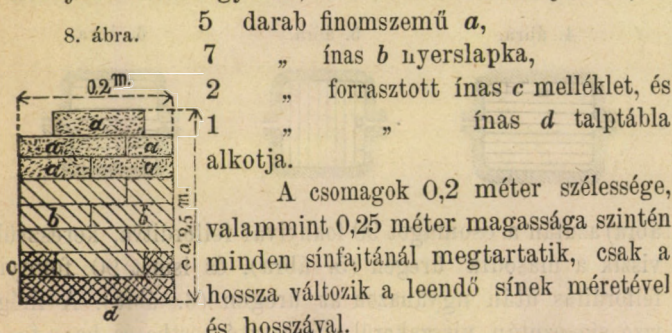 8. ábra.
0.2 m.
a
a a
a a
b b
c c
d
0.25 m.
5 darab finomszemű a,
7 „ ínas b nyerslapka,
2 „ forrasztott ínas c melléklet, és
1 „ „ ínas d talptábla
alkotja.
A csomagok 0,2 méter szélessége,
valammint 0,25 méter magassága szintén
minden sínfajtánál megtartatik, csak a
hossza változik a leendő sínek méretével
és hosszával.